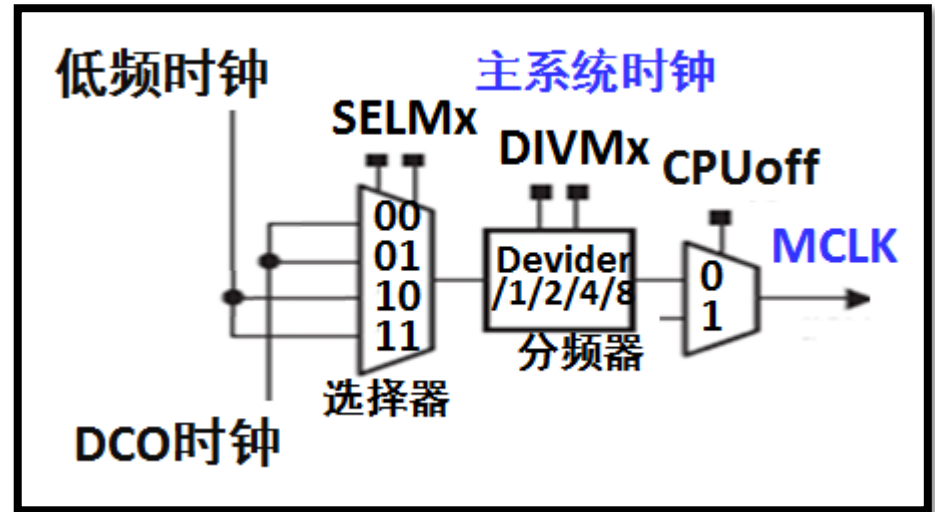 低频时钟
主系统时钟
SELMx
DIVMx
CPUoff
MCLK
00
01
10
11
Devider
/1/2/4/8
0
1
选择器
分频器
DCO时钟